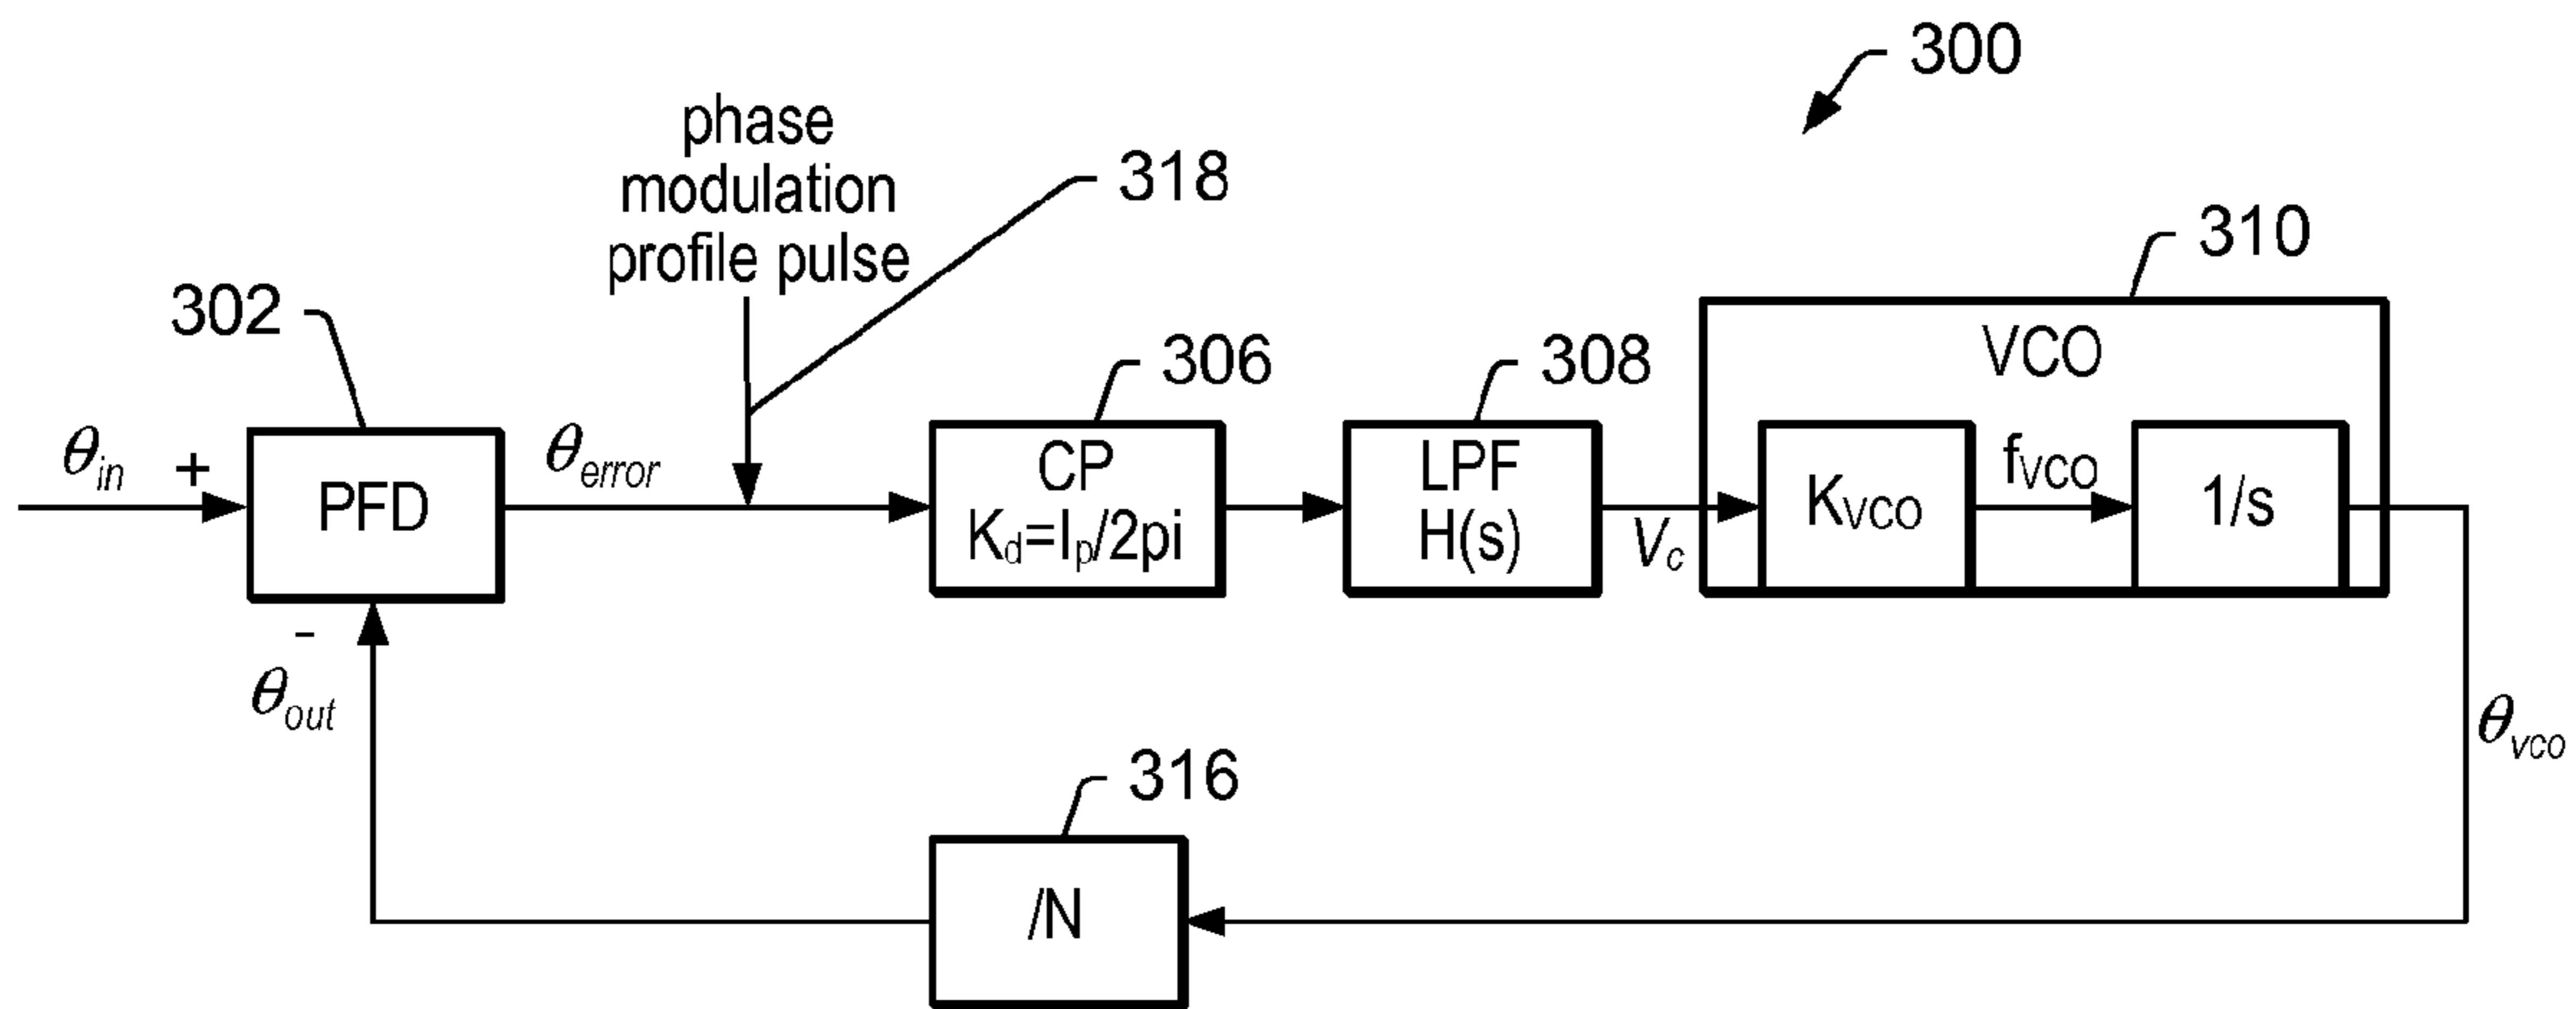 300
phase
modulation
profile pulse
318
310
302
306
308
VCO
θin
+
PFD
θerror
CP
Kd=Ip/2pi
LPF
H(s)
Vc
KVCO
fVCO
1/s
-
θout
θvco
316
/N